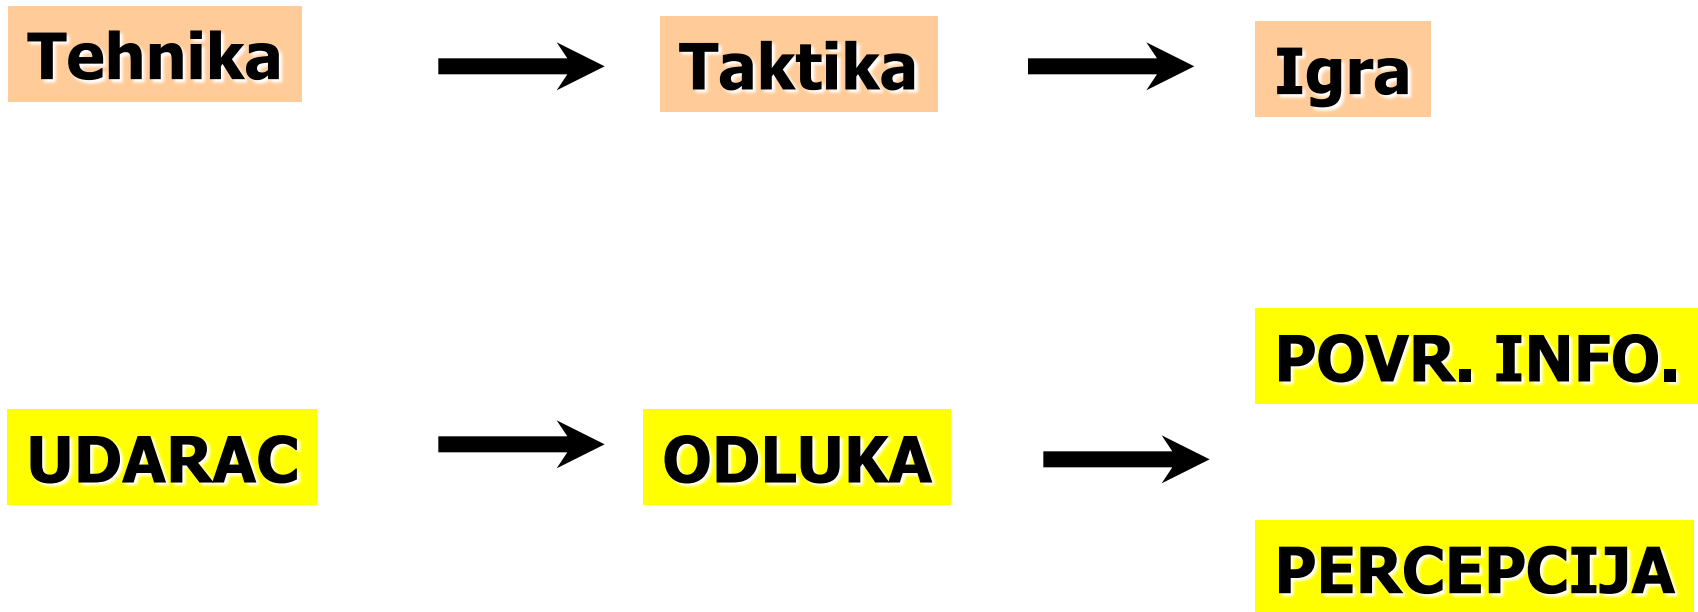 Tehnika
Taktika
Igra
POVR. INFO.
UDARAC
ODLUKA
PERCEPCIJA